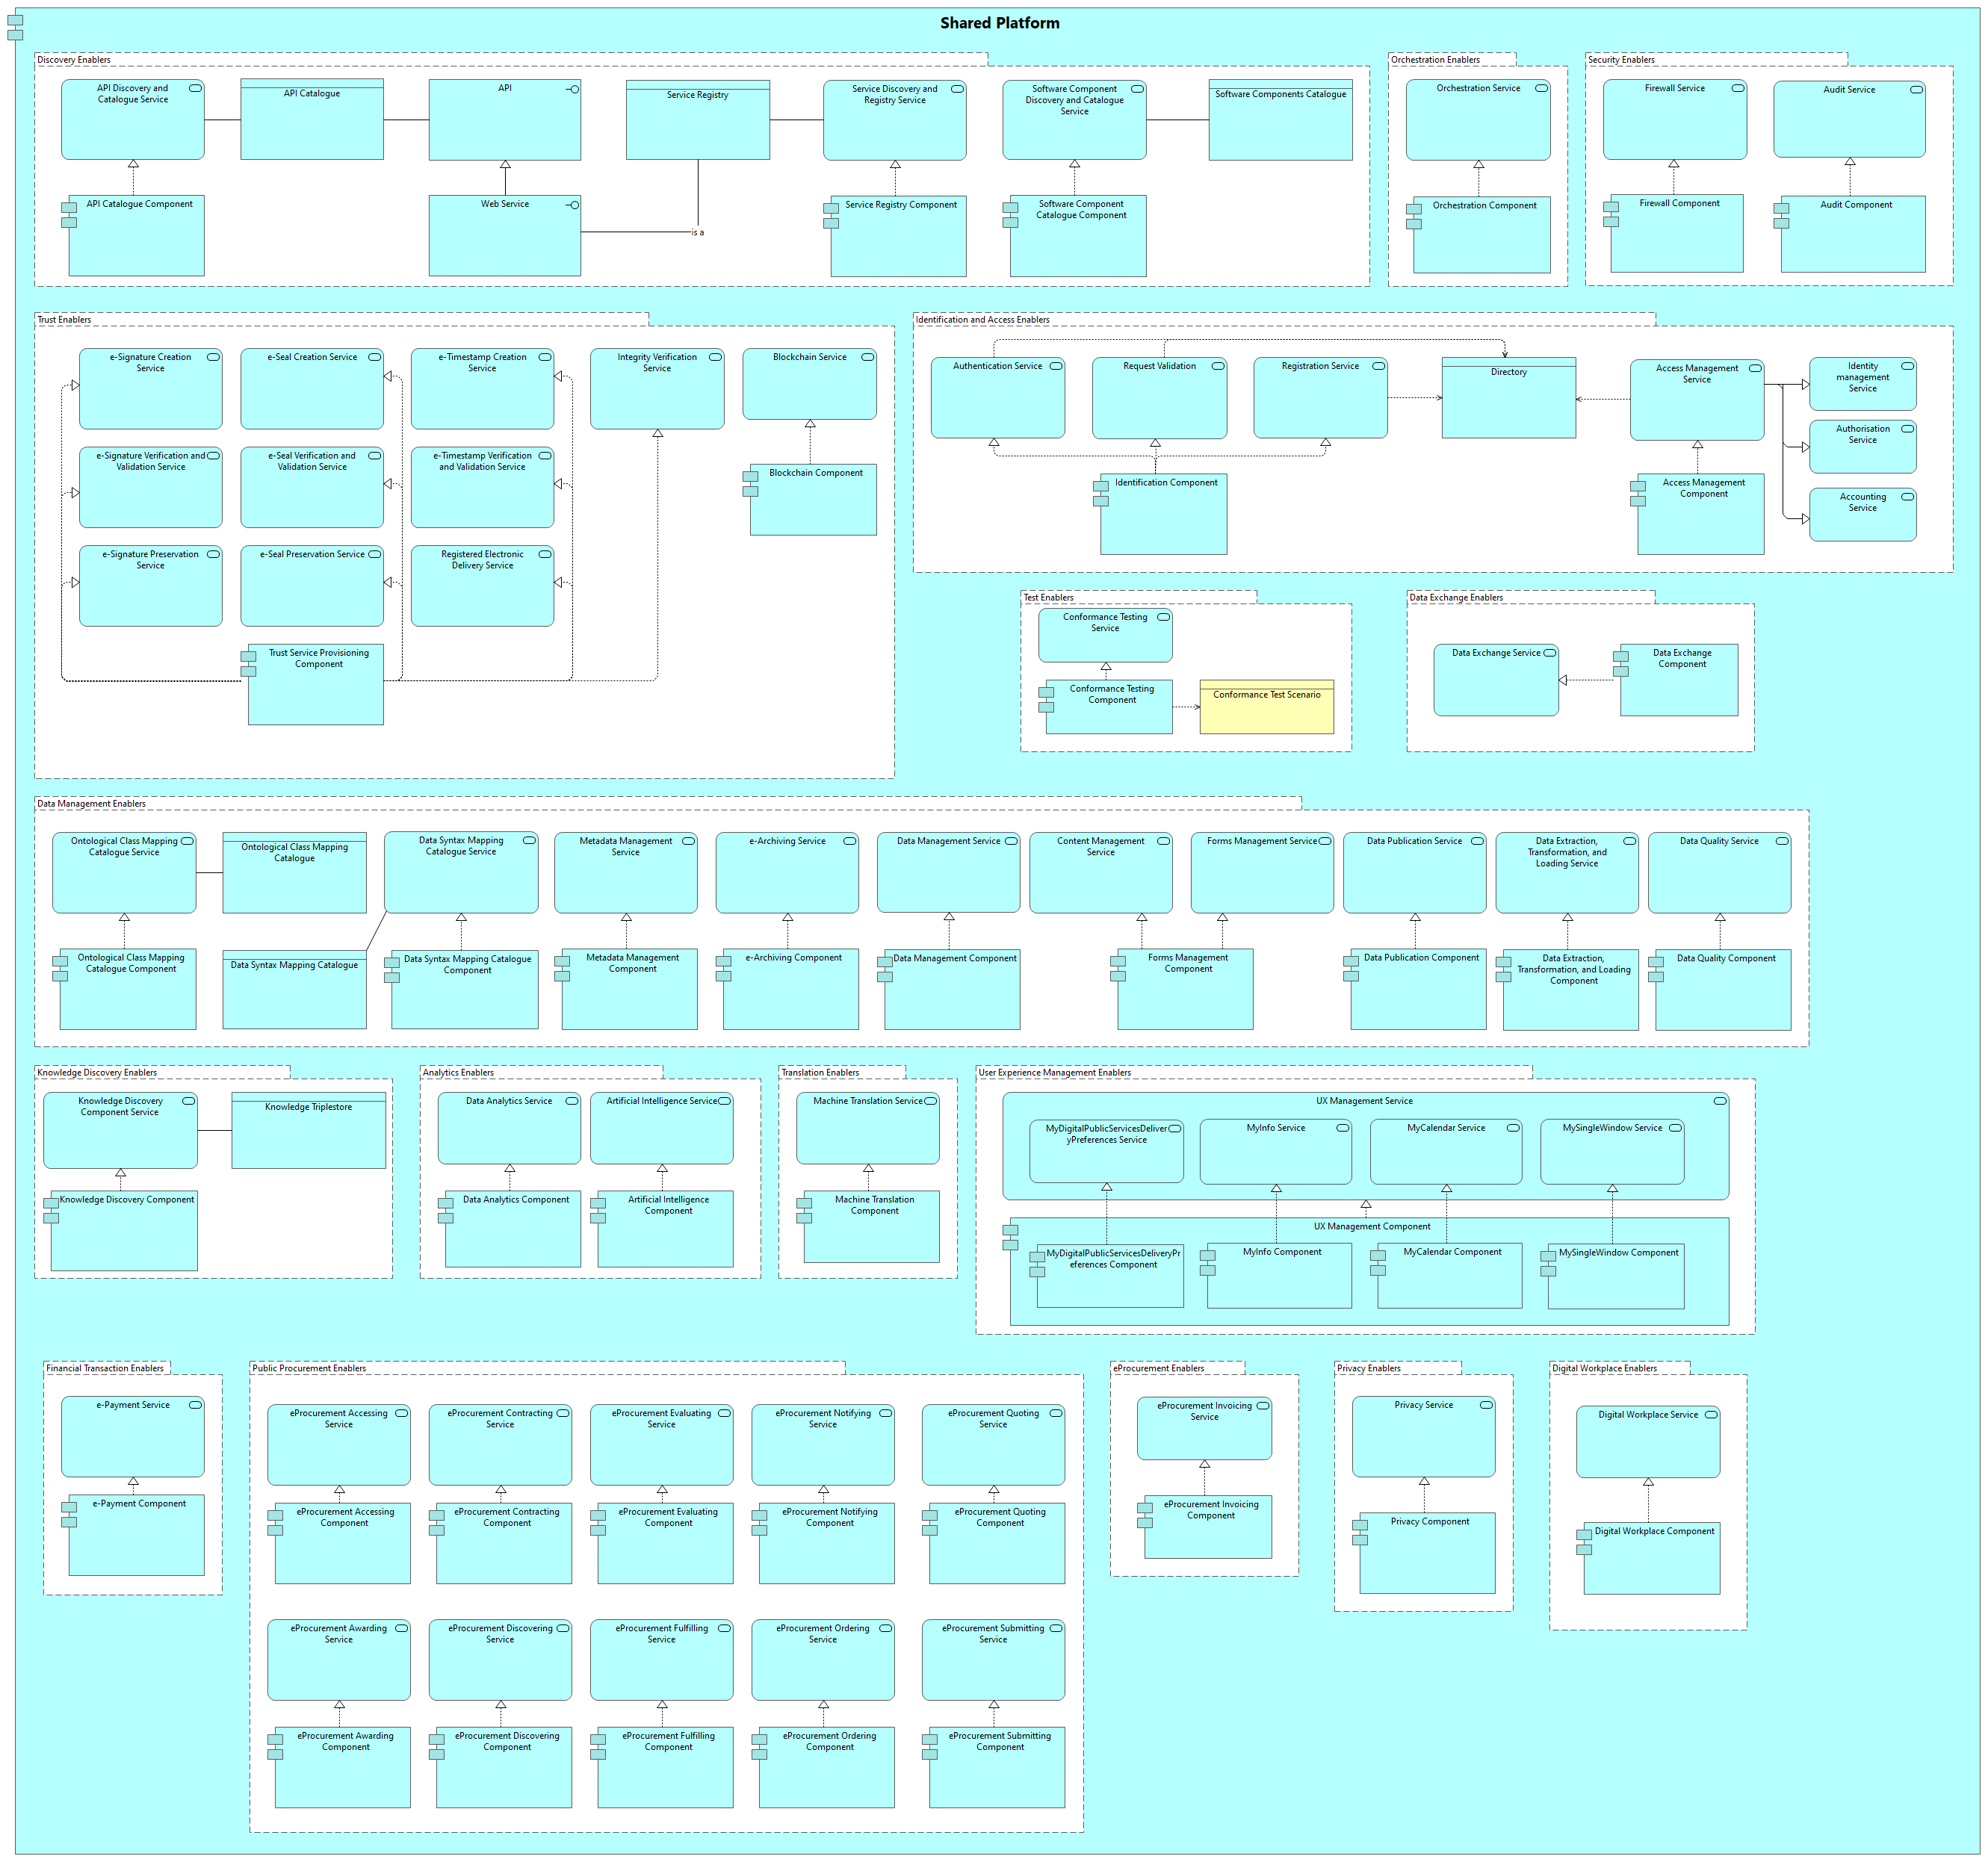 Shared Platform
Discovery Enablers
API Discovery and
Catalogue Service
API Catalogue
API
Service Registry
Service Discovery and
Registry Service
Software Component
Discovery and Catalogue
Service
Software Components Catalogue
API Catalogue Component
Web Service
is a
Service Registry Component
Software Component
Catalogue Component
Orchestration Enablers
Orchestration Service
Orchestration Component
Security Enablers
Firewall Service
Audit Service
Firewall Component
Audit Component
Trust Enablers
e-Signature Creation
Service
e-Seal Creation Service
e-Timestamp Creation
Service
Integrity Verification
Service
Blockchain Service
e-Signature Verification and
Validation Service
e-Seal Verification and
Validation Service
e-Timestamp Verification
and Validation Service
Blockchain Component
e-Signature Preservation
Service
e-Seal Preservation Service
Registered Electronic
Delivery Service
Trust Service Provisioning
Component
Identification and Access Enablers
Authentication Service
Request Validation
Registration Service
Directory
Access Management
Service
Identity
management
Service
Authorisation
Service
Accounting
Service
Identification Component
Access Management
Component
Test Enablers
Conformance Testing
Service
Conformance Testing
Component
Conformance Test Scenario
Data Exchange Enablers
Data Exchange Service
Data Exchange
Component
Data Management Enablers
Ontological Class Mapping
Catalogue Service
Ontological Class Mapping
Catalogue
Data Syntax Mapping
Catalogue Service
Metadata Management
Service
e-Archiving Service
Data Management Service
Content Management
Service
Forms Management Service
Data Publication Service
Data Extraction,
Transformation, and
Loading Service
Data Quality Service
Ontological Class Mapping
Catalogue Component
Data Syntax Mapping Catalogue
Data Syntax Mapping Catalogue
Component
Metadata Management
Component
e-Archiving Component
Data Management Component
Forms Management
Component
Data Publication Component
Data Extraction,
Transformation, and Loading
Component
Data Quality Component
Knowledge Discovery Enablers
Knowledge Discovery
Component Service
Knowledge Triplestore
Knowledge Discovery Component
Analytics Enablers
Data Analytics Service
Artificial Intelligence Service
Data Analytics Component
Artificial Intelligence
Component
Translation Enablers
Machine Translation Service
Machine Translation
Component
User Experience Management Enablers
UX Management Service
MyDigitalPublicServicesDeliver
yPreferences Service
MyInfo Service
MyCalendar Service
MySingleWindow Service
UX Management Component
MyDigitalPublicServicesDeliveryPr
eferences Component
MyInfo Component
MyCalendar Component
MySingleWindow Component
Financial Transaction Enablers
e-Payment Service
e-Payment Component
Public Procurement Enablers
eProcurement Accessing
Service
eProcurement Contracting
Service
eProcurement Evaluating
Service
eProcurement Notifying
Service
eProcurement Quoting
Service
eProcurement Accessing
Component
eProcurement Contracting
Component
eProcurement Evaluating
Component
eProcurement Notifying
Component
eProcurement Quoting
Component
eProcurement Awarding
Service
eProcurement Discovering
Service
eProcurement Fulfilling
Service
eProcurement Ordering
Service
eProcurement Submitting
Service
eProcurement Awarding
Component
eProcurement Discovering
Component
eProcurement Fulfilling
Component
eProcurement Ordering
Component
eProcurement Submitting
Component
eProcurement Enablers
eProcurement Invoicing
Service
eProcurement Invoicing
Component
Privacy Enablers
Privacy Service
Privacy Component
Digital Workplace Enablers
Digital Workplace Service
Digital Workplace Component